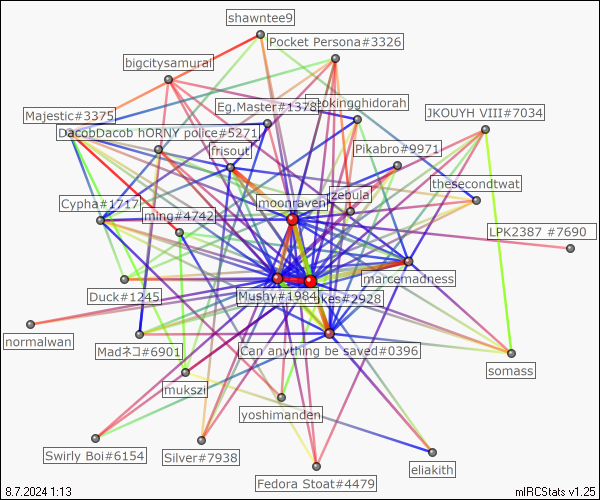 shawntee9
Pocket Persona#3326
bigcitysamurai
Eg.Master#1378
eokingghidorah
Majestic#3375
JKOUYH VIII#7034
DacobDacob hORNY police#5271
frisout
Pikabro#9971
thesecondtwat
zebula
Cypha#1717
moonraven
ming#4742
LPK2387 #7690
marcemadness
Duck#1245
Mushy#1984
ukes#2928
normalwan
Madネコ#6901
Can anything be saved#0396
somass
mukszi
yoshimanden
Swirly Boi#6154
Silver#7938
eliakith
Fedora Stoat#4479
8.7.2024 1:13
mIRCStats v1.25